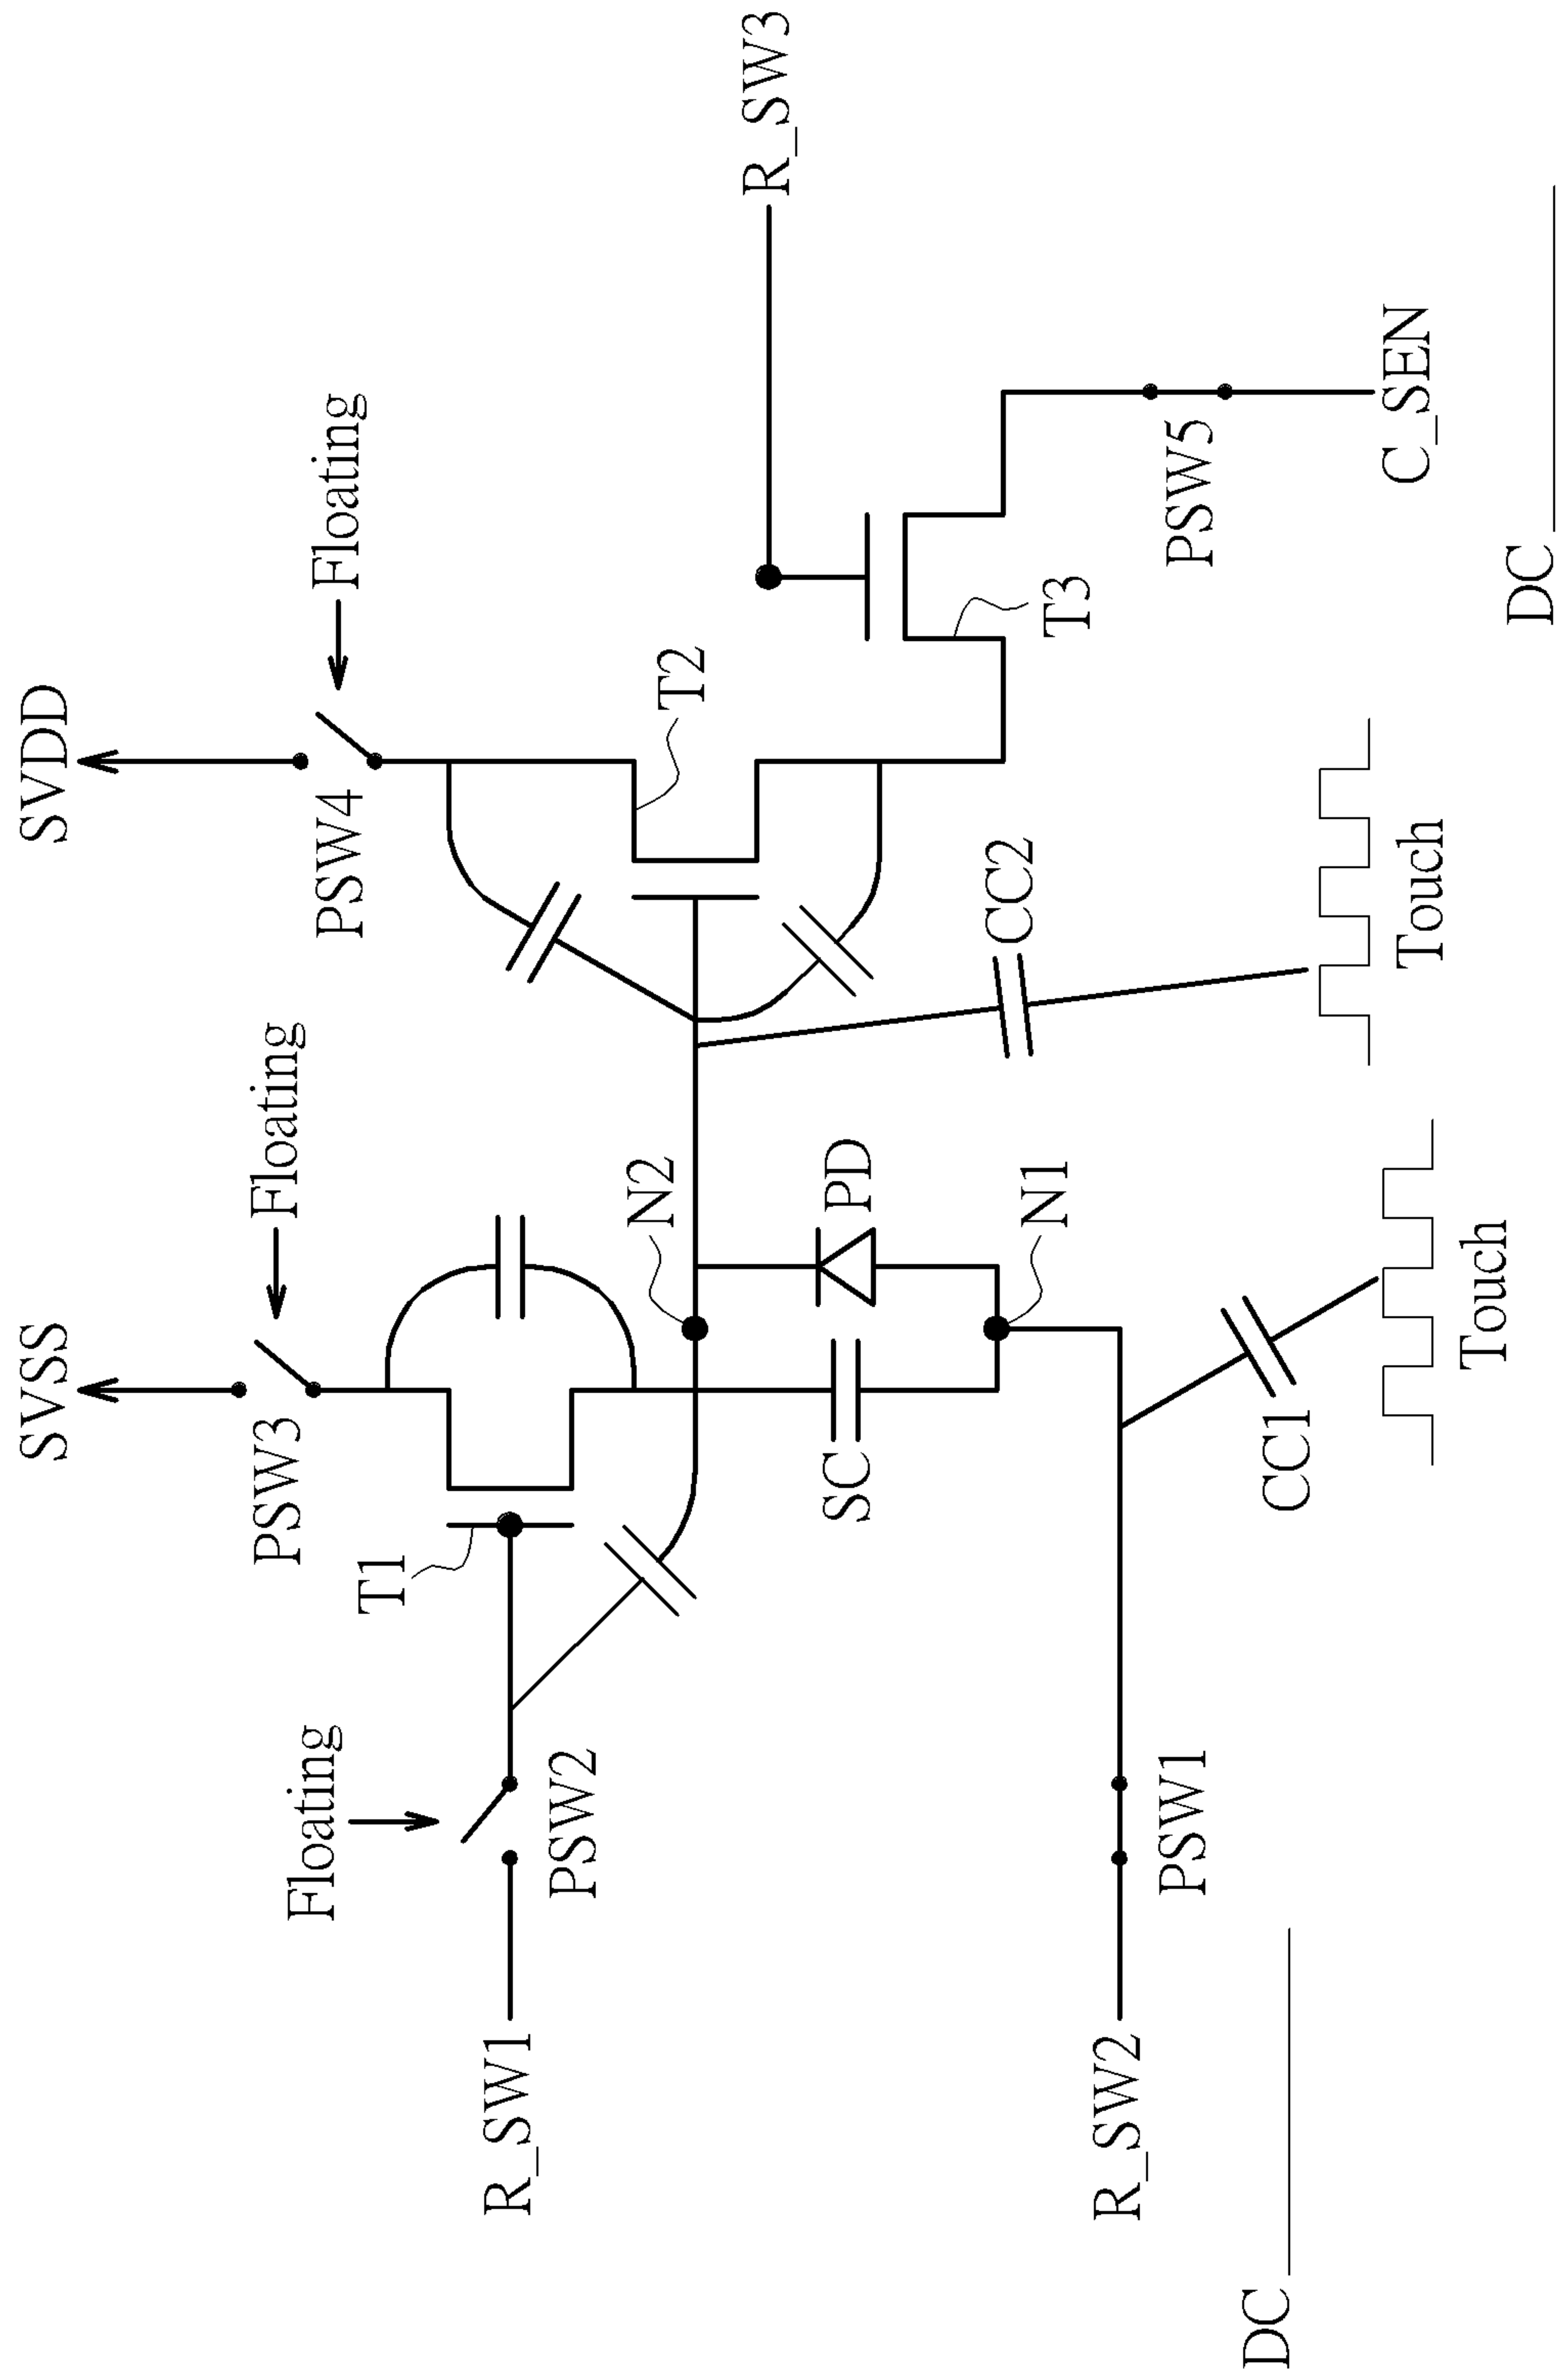 SVSS
SVDD
Floating
PSW3
Floating
PSW4
Floating
T1
T2
R_SW1
PSW2
N2
R_SW3
SC
PD
CC2
T3
N1
R_SW2
PSW1
PSW5
CC1
C_SEN
DC
Touch
Touch
DC